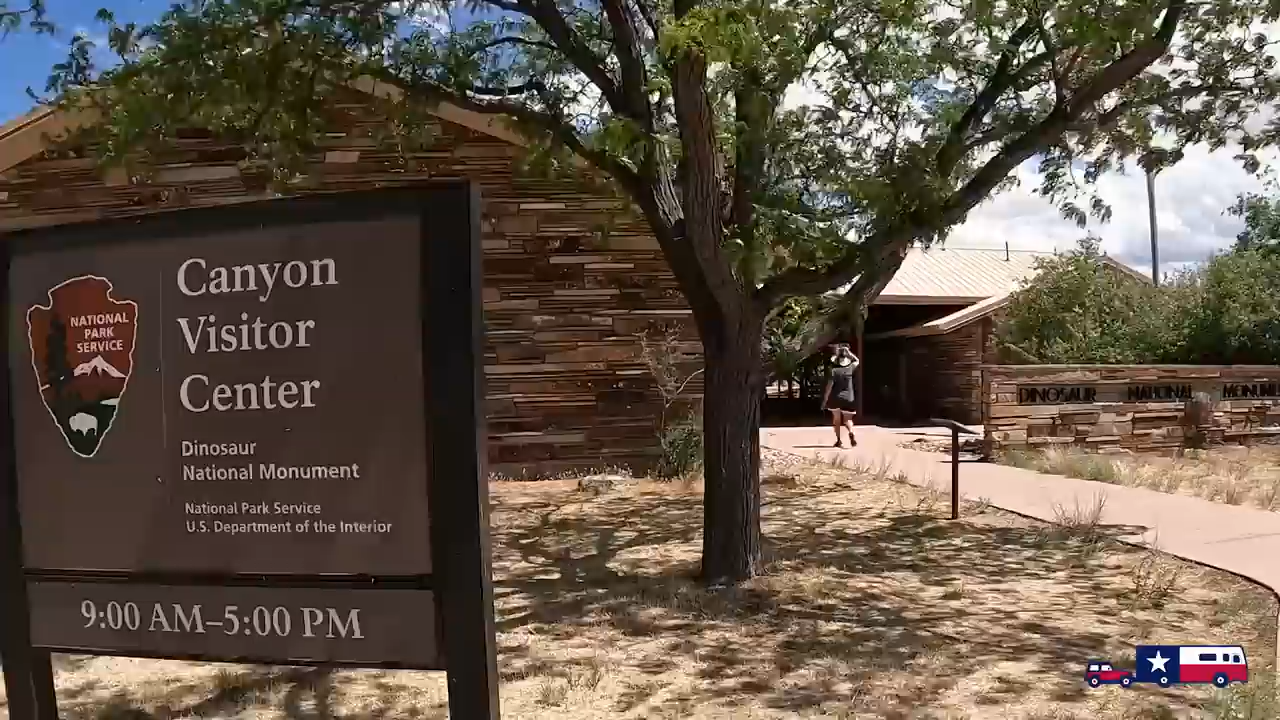 NATIONAL
PARK
SERVICE
Canyon
Visitor
Center
Dinosaur
National Monument
National Park Service
U.S. Department of the Interior
9:00 AM–5:00 PM
DINOSAUR NATIONAL